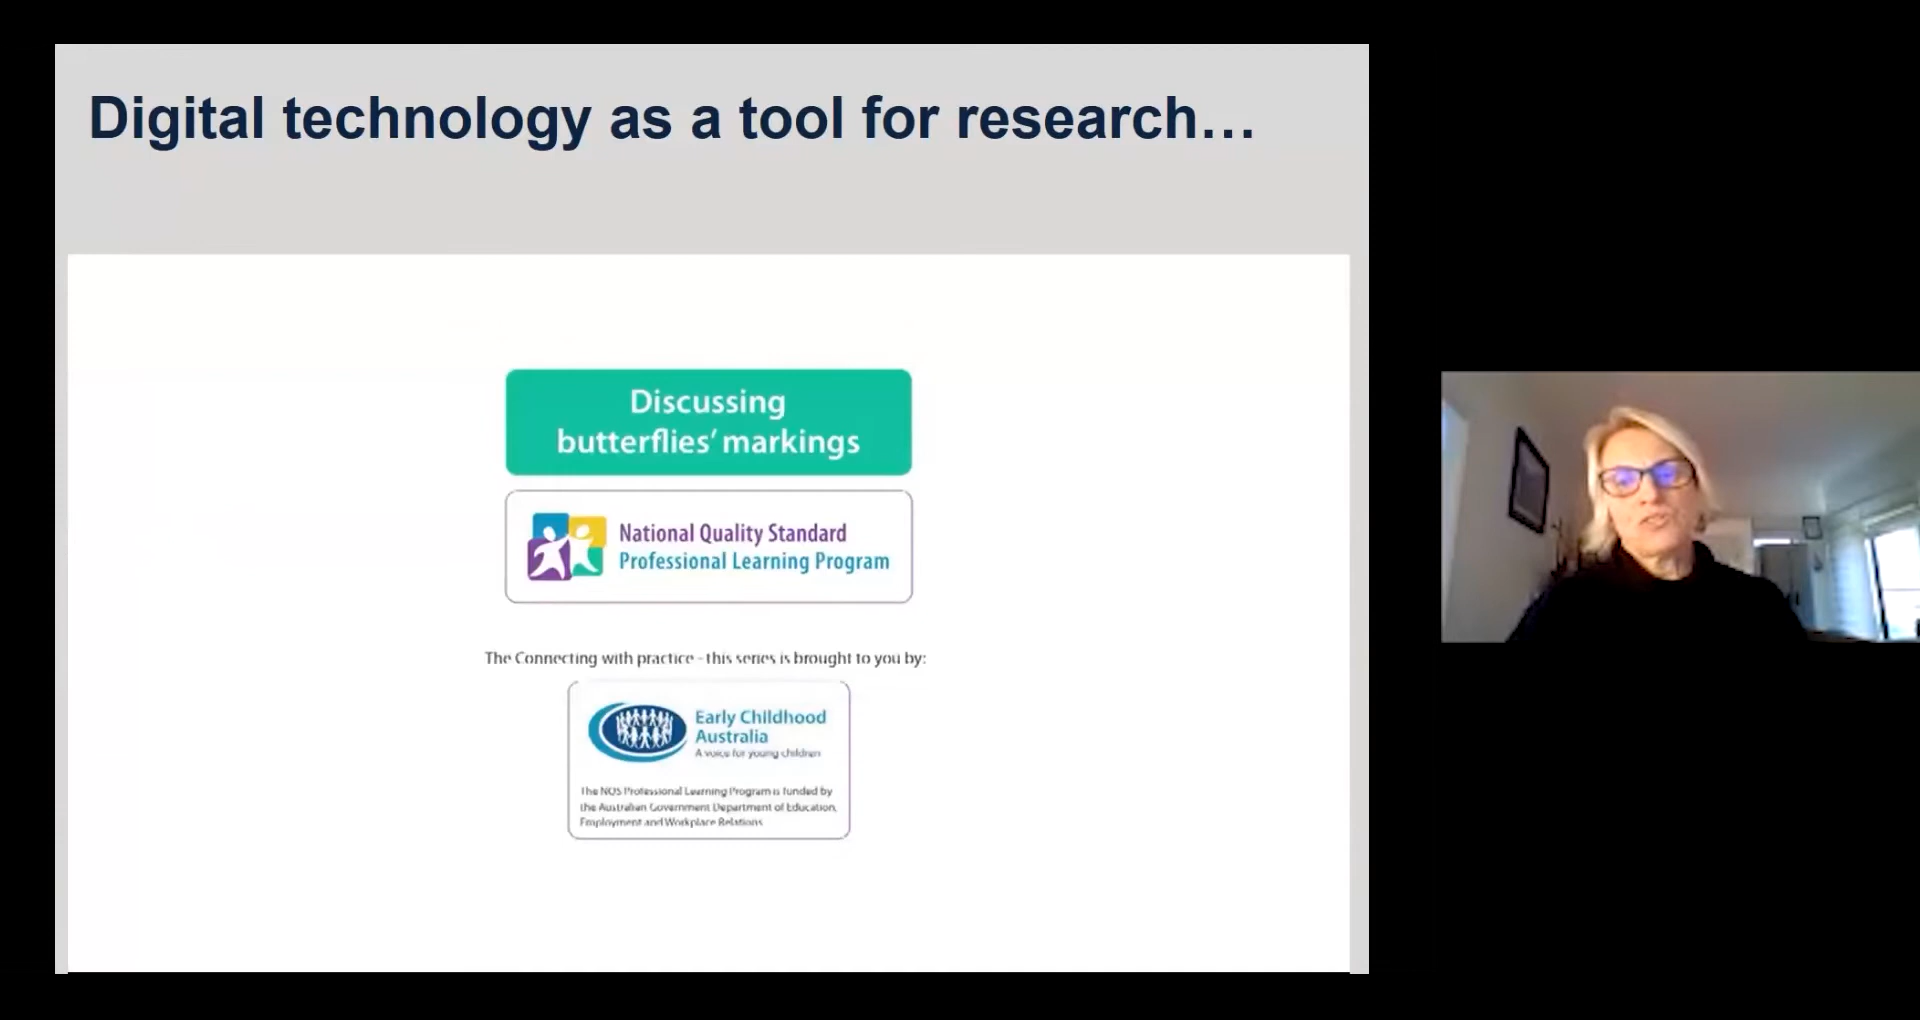 Digital technology as a tool for research…
Discussing
butterflies’ markings
National Quality Standard
Professional Learning Program
The Connecting with practice - this series is brought to you by:
Early Childhood
Australia
A voice for young children
The NQS Professional Learning Program is funded by
the Australian Government Department of Education,
Employment and Workplace Relations